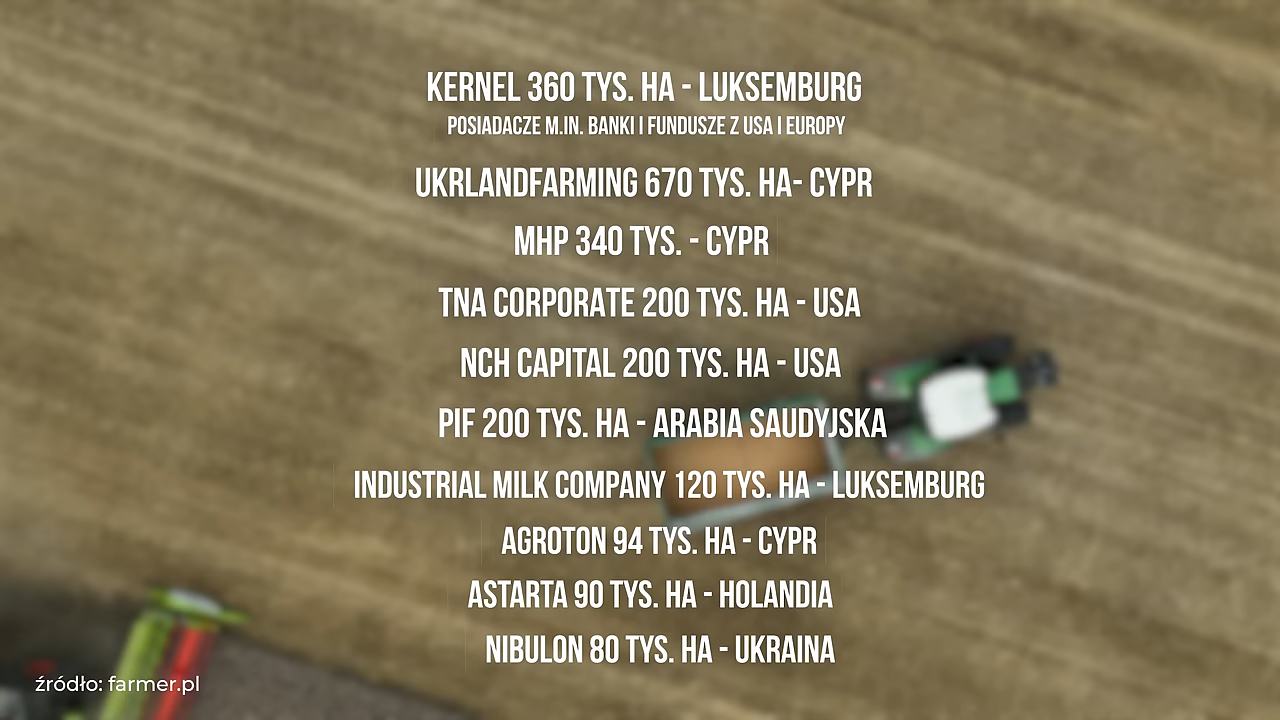 KERNEL 360 TYS. HA - LUKSEMBURG
POSIADACZE M.IN. BANKI I FUNDUSZE Z USA I EUROPY
UKRLANDFARMING 670 TYS. HA- CYPR
MHP 340 TYS. - CYPR
TNA CORPORATE 200 TYS. HA - USA
NCH CAPITAL 200 TYS. HA - USA
PIF 200 TYS. HA - ARABIA SAUDYJSKA
INDUSTRIAL MILK COMPANY 120 TYS. HA - LUKSEMBURG
AGROTON 94 TYS. HA - CYPR
ASTARTA 90 TYS. HA - HOLANDIA
NIBULON 80 TYS. HA - UKRAINA
źródło: farmer.pl